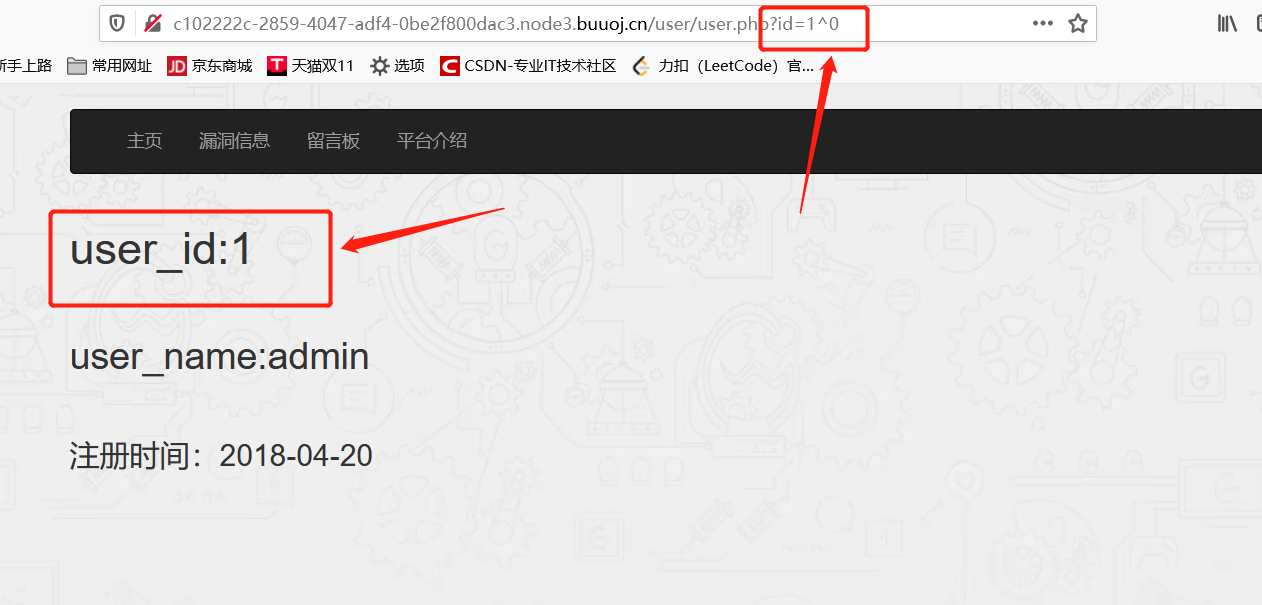 c102222c-2859-4047-adf4-0be2f800dac3.node3.buuoj.cn/user/user.php?id=1^0
新手上路 常用网址 JD 京东商城 T 天猫双11 选项 C CSDN-专业IT技术社区 力扣（LeetCode）官...
主页 漏洞信息 留言板 平台介绍
user_id:1
user_name:admin
注册时间：2018-04-20